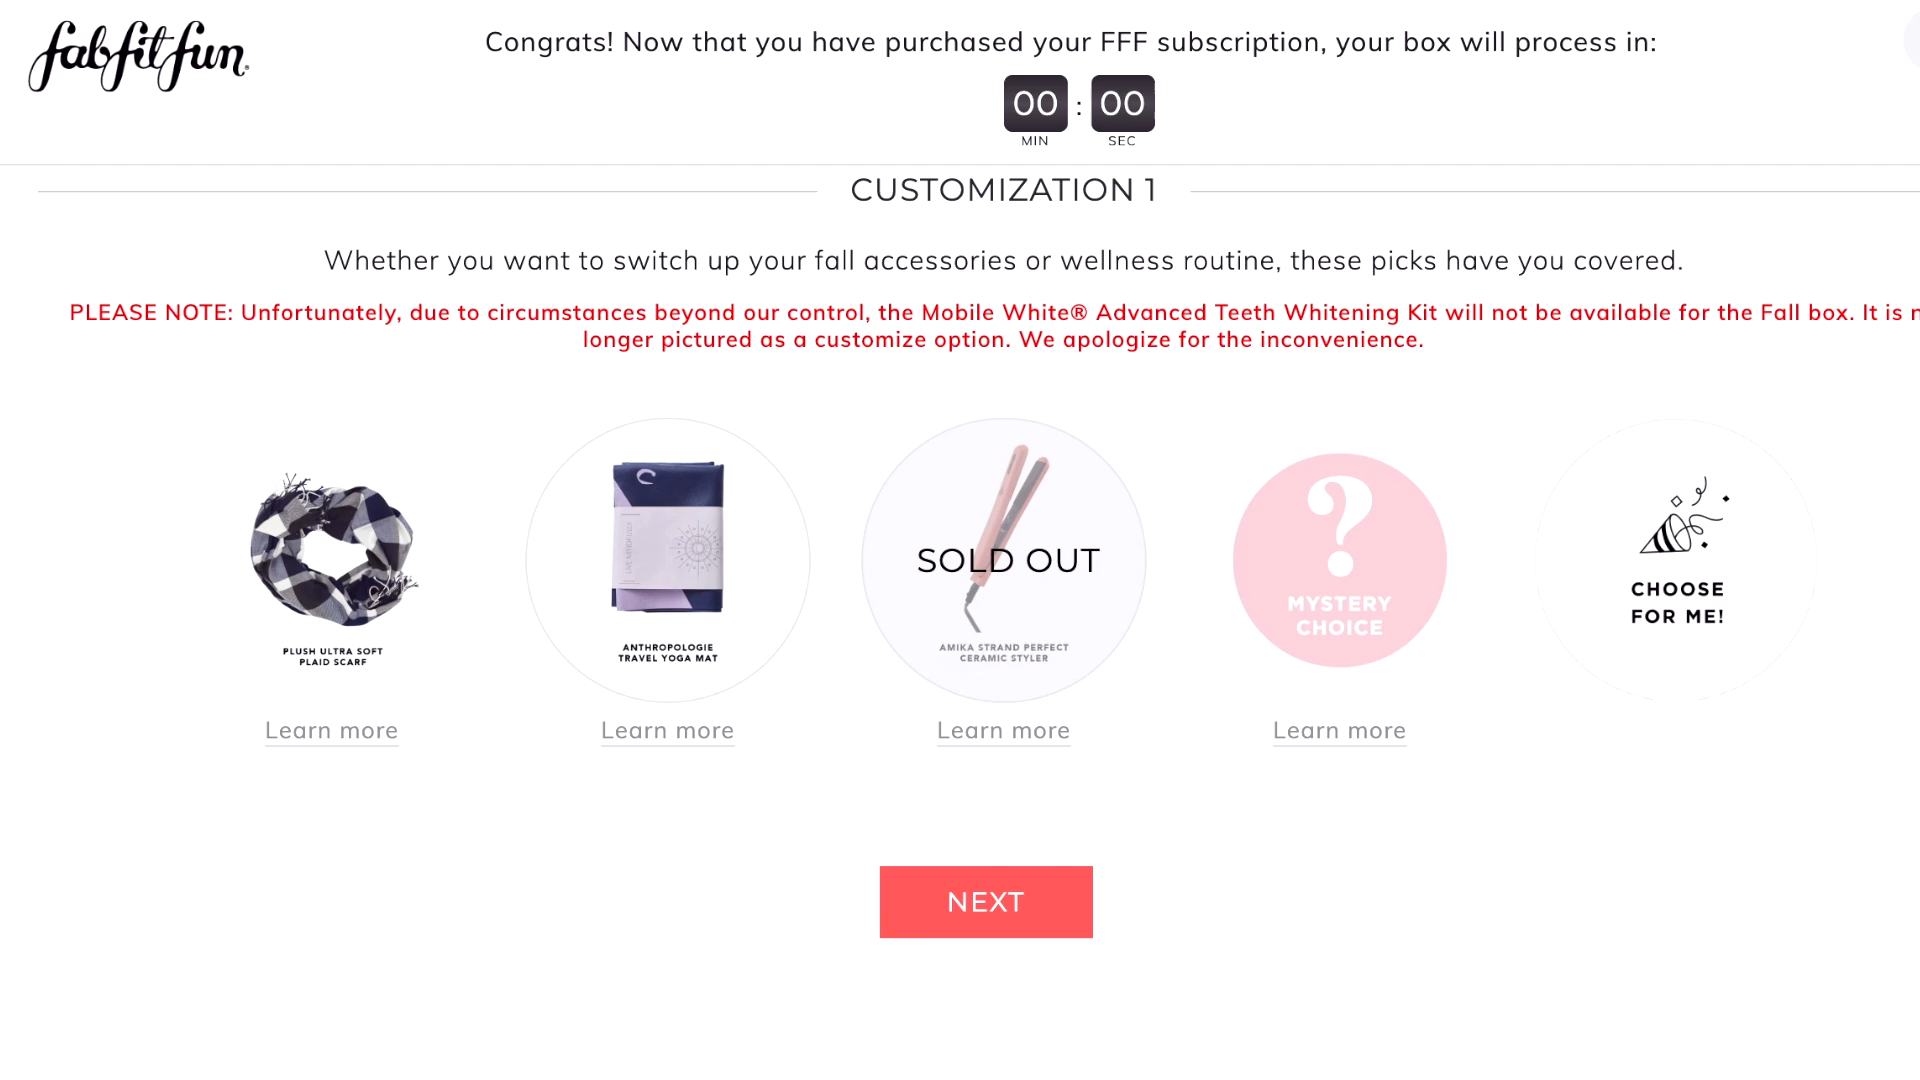 fabfitfun®
Congrats! Now that you have purchased your FFF subscription, your box will process in:
00 : 00
MIN SEC
CUSTOMIZATION 1
Whether you want to switch up your fall accessories or wellness routine, these picks have you covered.
PLEASE NOTE: Unfortunately, due to circumstances beyond our control, the Mobile White® Advanced Teeth Whitening Kit will not be available for the Fall box. It is
longer pictured as a customize option. We apologize for the inconvenience.
PLUSH ULTRA SOFT
PLAID SCARF
Learn more
LIVE MINDFULLY
ANTHROPOLOGIE
TRAVEL YOGA MAT
Learn more
SOLD OUT
AMIKA STRAND PERFECT
CERAMIC STYLER
Learn more
?
MYSTERY
CHOICE
Learn more
CHOOSE
FOR ME!
NEXT